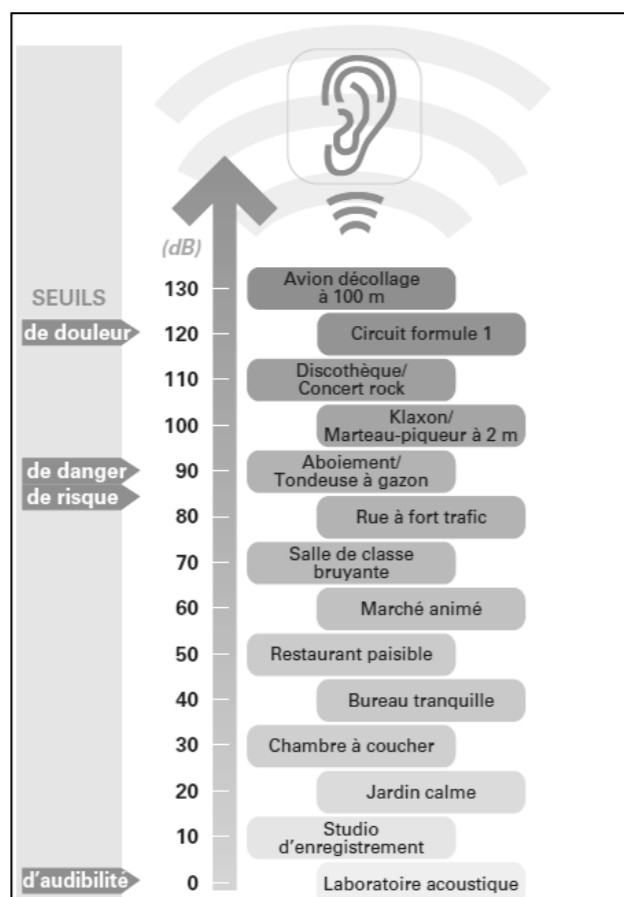 (dB)
SEUILS
130
Avion décollage
à 100 m
de douleur
120
Circuit formule 1
110
Discothèque/
Concert rock
100
Klaxon/
Marteau-piqueur à 2 m
de danger
90
Aboiement/
Tondeuse à gazon
de risque
80
Rue à fort trafic
70
Salle de classe
bruyante
60
Marché animé
50
Restaurant paisible
40
Bureau tranquille
30
Chambre à coucher
20
Jardin calme
10
Studio
d'enregistrement
d'audibilité
0
Laboratoire acoustique